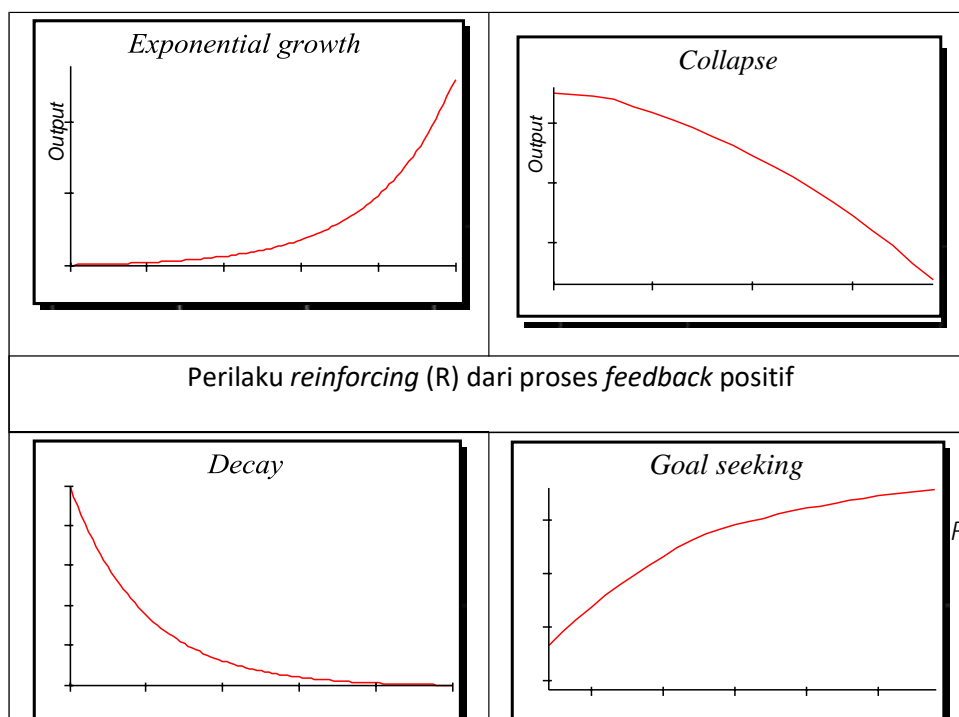 Exponential growth
Output
Collapse
Output
Perilaku reinforcing (R) dari proses feedback positif
Decay
Goal seeking